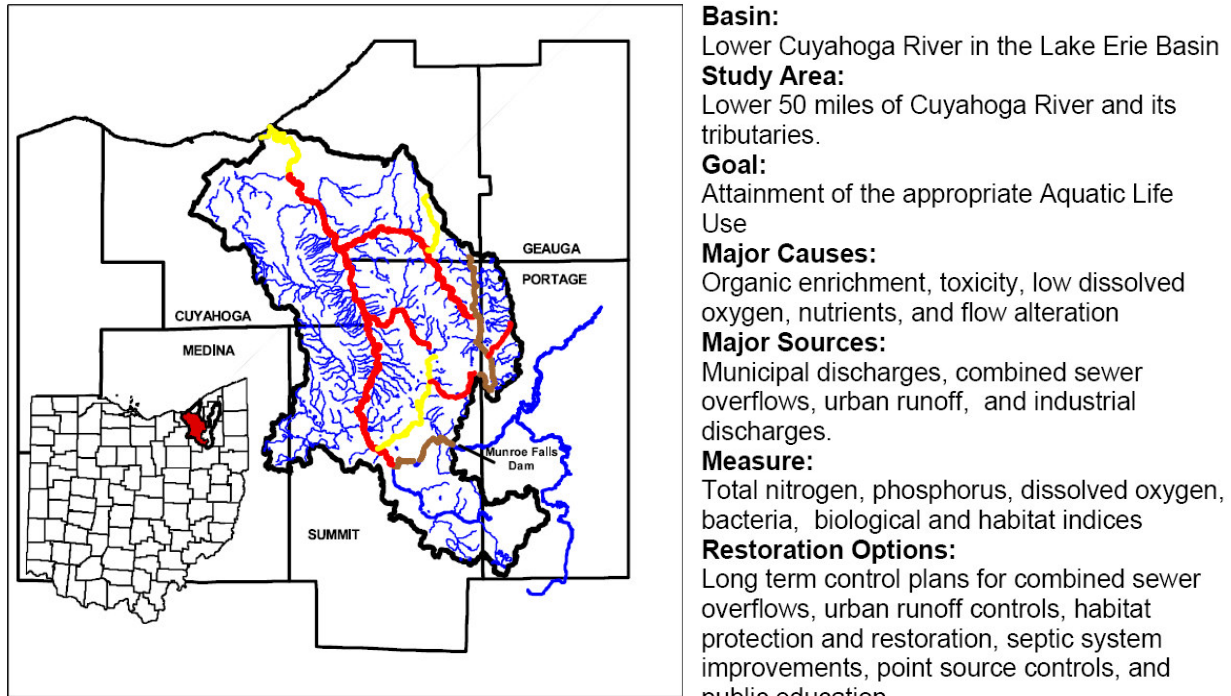 Basin:
Lower Cuyahoga River in the Lake Erie Basin
Study Area:
Lower 50 miles of Cuyahoga River and its
tributaries.
Goal:
Attainment of the appropriate Aquatic Life
Use
Major Causes:
Organic enrichment, toxicity, low dissolved
oxygen, nutrients, and flow alteration
Major Sources:
Municipal discharges, combined sewer
overflows, urban runoff, and industrial
discharges.
Measure:
Total nitrogen, phosphorus, dissolved oxygen,
bacteria, biological and habitat indices
Restoration Options:
Long term control plans for combined sewer
overflows, urban runoff controls, habitat
protection and restoration, septic system
improvements, point source controls, and
public education
GEAUGA
PORTAGE
CUYAHOGA
MEDINA
Munroe Falls
Dam
SUMMIT